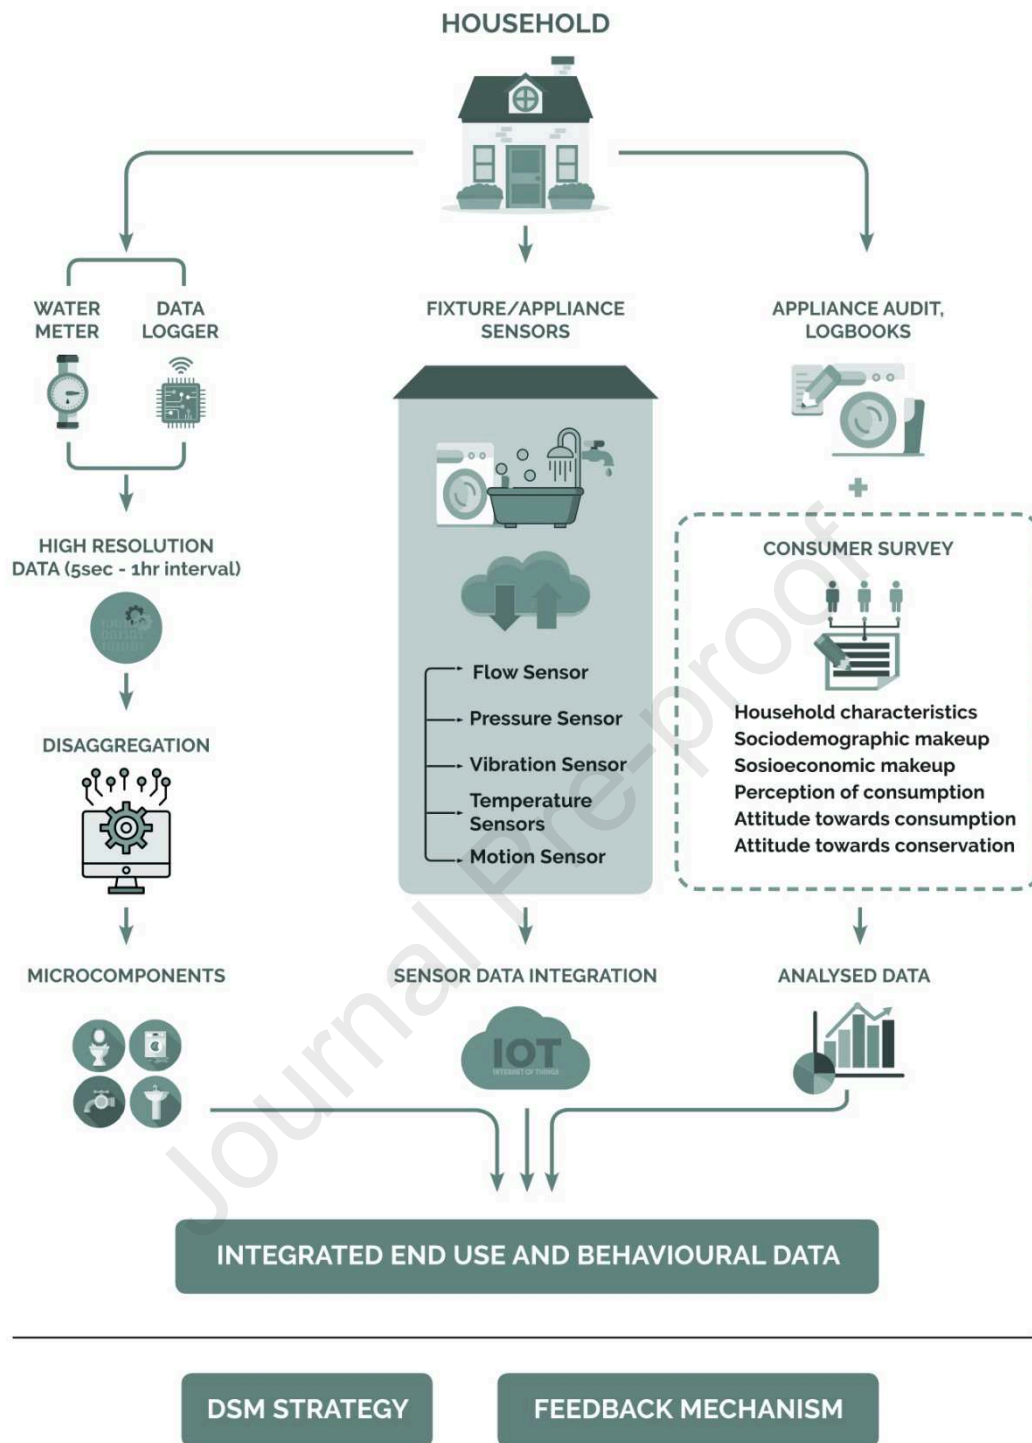 HOUSEHOLD
WATER
METER
DATA
LOGGER
HIGH RESOLUTION
DATA (5sec - 1hr interval)
DISAGGREGATION
MICROCOMPONENTS
FIXTURE/APPLIANCE
SENSORS
Flow Sensor
Pressure Sensor
Vibration Sensor
Temperature
Sensors
Motion Sensor
SENSOR DATA INTEGRATION
IOT
INTERNET OF THINGS
APPLIANCE AUDIT,
LOGBOOKS
+
CONSUMER SURVEY
Household characteristics
Sociodemographic makeup
Sosioeconomic makeup
Perception of consumption
Attitude towards consumption
Attitude towards conservation
ANALYSED DATA
INTEGRATED END USE AND BEHAVIOURAL DATA
DSM STRATEGY
FEEDBACK MECHANISM
Journal Pre-proof